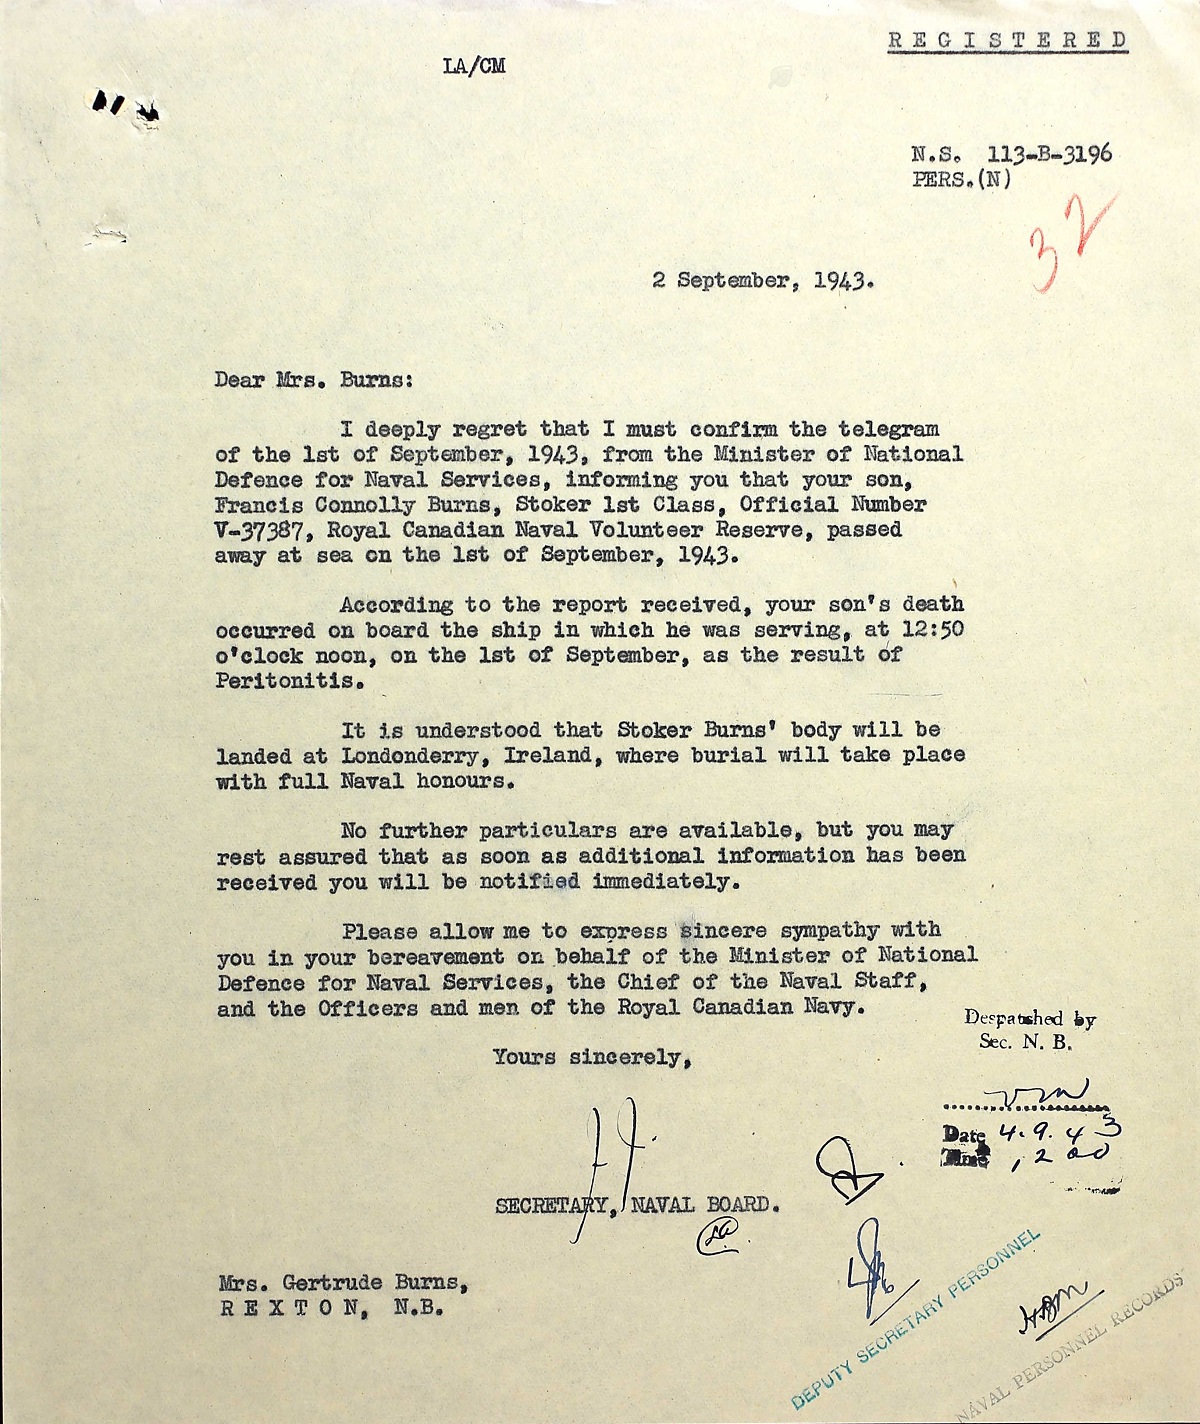 REGISTERED
LA/CM
N.S. 113-B-3196
PERS.(N)
32
2 September, 1943.
Dear Mrs. Burns:
I deeply regret that I must confirm the telegram
of the 1st of September, 1943, from the Minister of National
Defence for Naval Services, informing you that your son,
Francis Connolly Burns, Stoker 1st Class, Official Number
V-37387, Royal Canadian Naval Volunteer Reserve, passed
away at sea on the 1st of September, 1943.
According to the report received, your son's death
occurred on board the ship in which he was serving, at 12:50
o'clock noon, on the 1st of September, as the result of
Peritonitis.
It is understood that Stoker Burns' body will be
landed at Londonderry, Ireland, where burial will take place
with full Naval honours.
No further particulars are available, but you may
rest assured that as soon as additional information has been
received you will be notified immediately.
Please allow me to express sincere sympathy with
you in your bereavement on behalf of the Minister of National
Defence for Naval Services, the Chief of the Naval Staff,
and the Officers and men of the Royal Canadian Navy.
Despatched by
Sec. N. B.
Yours sincerely,
Date 4.9.43
Time 1200
SECRETARY, NAVAL BOARD.
Mrs. Gertrude Burns,
REXTON, N.B.
DEPUTY SECRETARY PERSONNEL
NAVAL PERSONNEL RECORDS